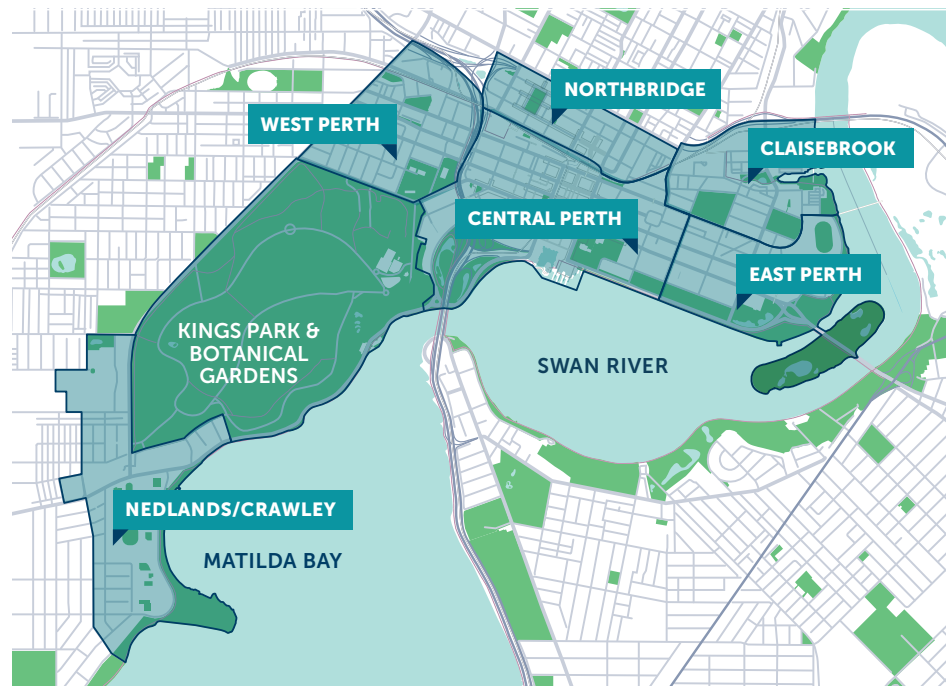 NORTHBRIDGE
WEST PERTH
CLAISEBROOK
CENTRAL PERTH
EAST PERTH
KINGS PARK &
BOTANICAL
GARDENS
SWAN RIVER
NEDLANDS/CRAWLEY
MATILDA BAY